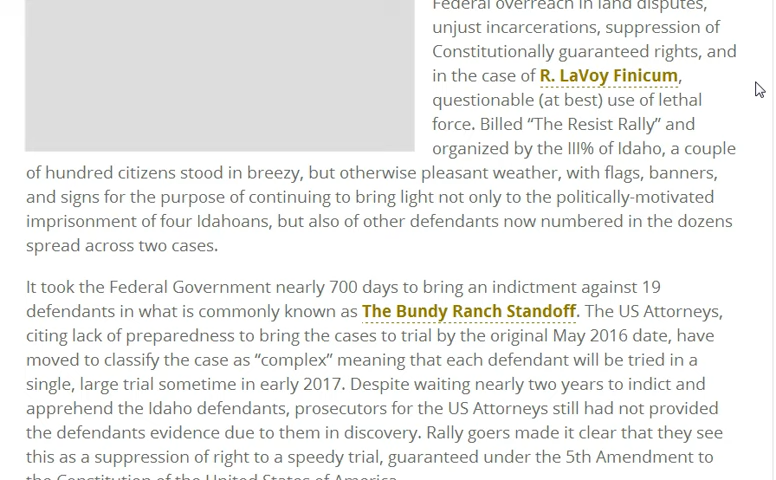 Federal overreach in land disputes,
unjust incarcerations, suppression of
Constitutionally guaranteed rights, and
in the case of R. LaVoy Finicum,
questionable (at best) use of lethal
force. Billed “The Resist Rally” and
organized by the III% of Idaho, a couple
of hundred citizens stood in breezy, but otherwise pleasant weather, with flags, banners,
and signs for the purpose of continuing to bring light not only to the politically-motivated
imprisonment of four Idahoans, but also of other defendants now numbered in the dozens
spread across two cases.
It took the Federal Government nearly 700 days to bring an indictment against 19
defendants in what is commonly known as The Bundy Ranch Standoff. The US Attorneys,
citing lack of preparedness to bring the cases to trial by the original May 2016 date, have
moved to classify the case as “complex” meaning that each defendant will be tried in a
single, large trial sometime in early 2017. Despite waiting nearly two years to indict and
apprehend the Idaho defendants, prosecutors for the US Attorneys still had not provided
the defendants evidence due to them in discovery. Rally goers made it clear that they see
this as a suppression of right to a speedy trial, guaranteed under the 5th Amendment to
the Constitution of the United States of America.